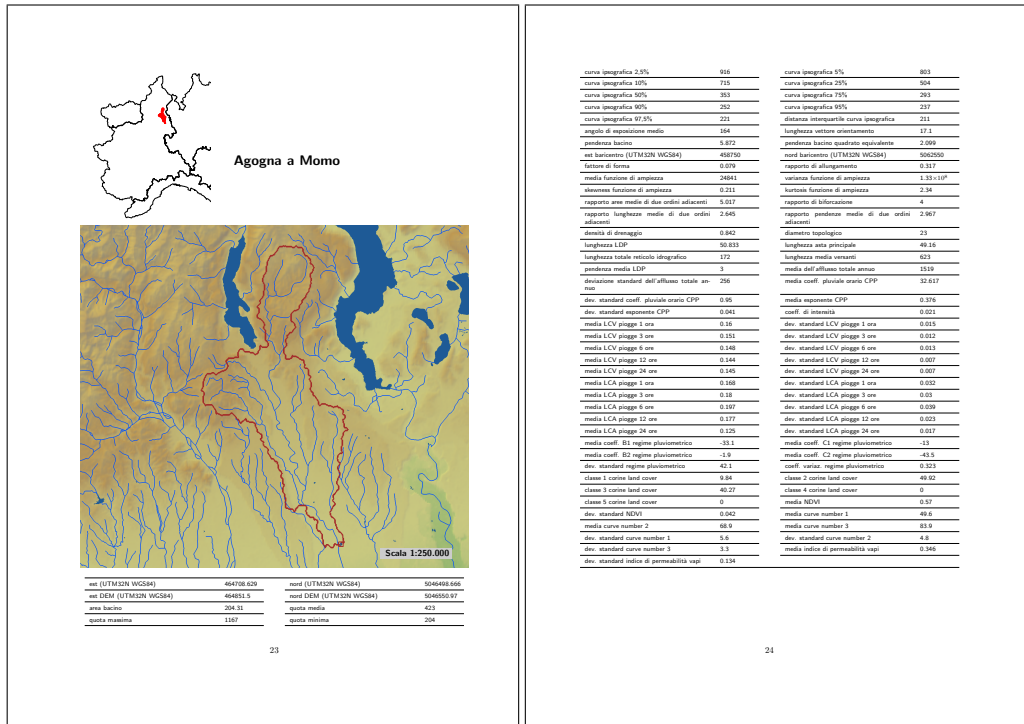 Agogna a Momo
Scala 1:250.000
est (UTM32N WGS84) 464708.629 nord (UTM32N WGS84) 5046498.666
est DEM (UTM32N WGS84) 464851.5 nord DEM (UTM32N WGS84) 5046550.97
area bacino 204.31 quota media 423
quota massima 1167 quota minima 204
23
curva ipsografica 2,5% 916 curva ipsografica 5% 803
curva ipsografica 10% 715 curva ipsografica 25% 504
curva ipsografica 50% 353 curva ipsografica 75% 293
curva ipsografica 90% 252 curva ipsografica 95% 237
curva ipsografica 97,5% 221 distanza interquartile curva ipsografica 211
angolo di esposizione medio 164 lunghezza vettore orientamento 17.1
pendenza bacino 5.872 pendenza bacino quadrato equivalente 2.099
est baricentro (UTM32N WGS84) 458750 nord baricentro (UTM32N WGS84) 5062550
fattore di forma 0.079 rapporto di allungamento 0.317
media funzione di ampiezza 24841 varianza funzione di ampiezza 1.33×10⁸
skewness funzione di ampiezza 0.211 kurtosis funzione di ampiezza 2.34
rapporto aree medie di due ordini adiacenti 5.017 rapporto di biforcazione 4
rapporto lunghezze medie di due ordini 2.645 rapporto pendenze medie di due ordini 2.967
adiacenti adiacenti
densità di drenaggio 0.842 diametro topologico 23
lunghezza LDP 50.833 lunghezza asta principale 49.16
lunghezza totale reticolo idrografico 172 lunghezza media versanti 623
pendenza media LDP 3 media dell'afflusso totale annuo 1519
deviazione standard dell'afflusso totale an- 256 media coeff. pluviale orario CPP 32.617
nuo
dev. standard coeff. pluviale orario CPP 0.95 media esponente CPP 0.376
dev. standard esponente CPP 0.041 coeff. di intensità 0.021
media LCV piogge 1 ora 0.16 dev. standard LCV piogge 1 ora 0.015
media LCV piogge 3 ore 0.151 dev. standard LCV piogge 3 ore 0.012
media LCV piogge 6 ore 0.148 dev. standard LCV piogge 6 ore 0.013
media LCV piogge 12 ore 0.144 dev. standard LCV piogge 12 ore 0.007
media LCV piogge 24 ore 0.145 dev. standard LCV piogge 24 ore 0.007
media LCA piogge 1 ora 0.168 dev. standard LCA piogge 1 ora 0.032
media LCA piogge 3 ore 0.18 dev. standard LCA piogge 3 ore 0.03
media LCA piogge 6 ore 0.197 dev. standard LCA piogge 6 ore 0.039
media LCA piogge 12 ore 0.177 dev. standard LCA piogge 12 ore 0.023
media LCA piogge 24 ore 0.125 dev. standard LCA piogge 24 ore 0.017
media coeff. B1 regime pluviometrico -33.1 media coeff. C1 regime pluviometrico -13
media coeff. B2 regime pluviometrico -1.9 media coeff. C2 regime pluviometrico -43.5
dev. standard regime pluviometrico 42.1 coeff. variaz. regime pluviometrico 0.323
classe 1 corine land cover 9.84 classe 2 corine land cover 49.92
classe 3 corine land cover 40.27 classe 4 corine land cover 0
classe 5 corine land cover 0 media NDVI 0.57
dev. standard NDVI 0.042 media curve number 1 49.6
media curve number 2 68.9 media curve number 3 83.9
dev. standard curve number 1 5.6 dev. standard curve number 2 4.8
dev. standard curve number 3 3.3 media indice di permeabilità vapi 0.346
dev. standard indice di permeabilità vapi 0.134
24